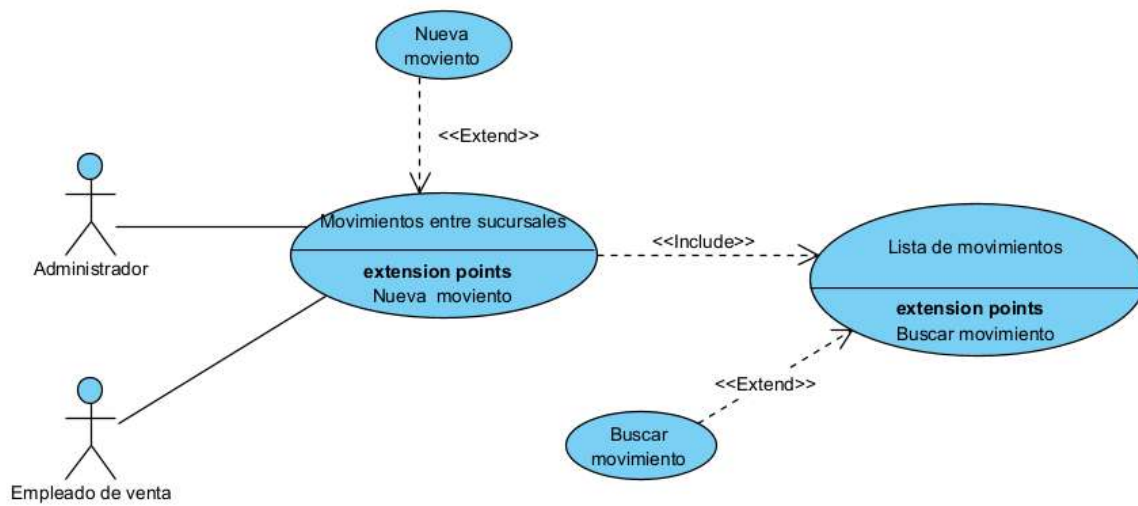 Nueva
moviento
<<Extend>>
Administrador
Movimientos entre sucursales
extension points
Nueva moviento
<<Include>>
Lista de movimientos
extension points
Buscar movimiento
<<Extend>>
Buscar
movimiento
Empleado de venta